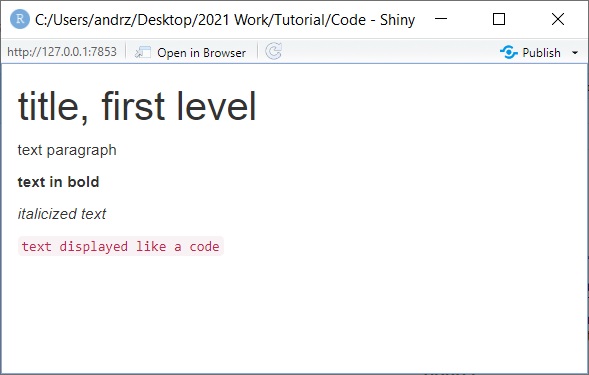 R C:/Users/andrz/Desktop/2021 Work/Tutorial/Code - Shiny
http://127.0.0.1:7853 Open in Browser Publish
title, first level
text paragraph
text in bold
italicized text
text displayed like a code